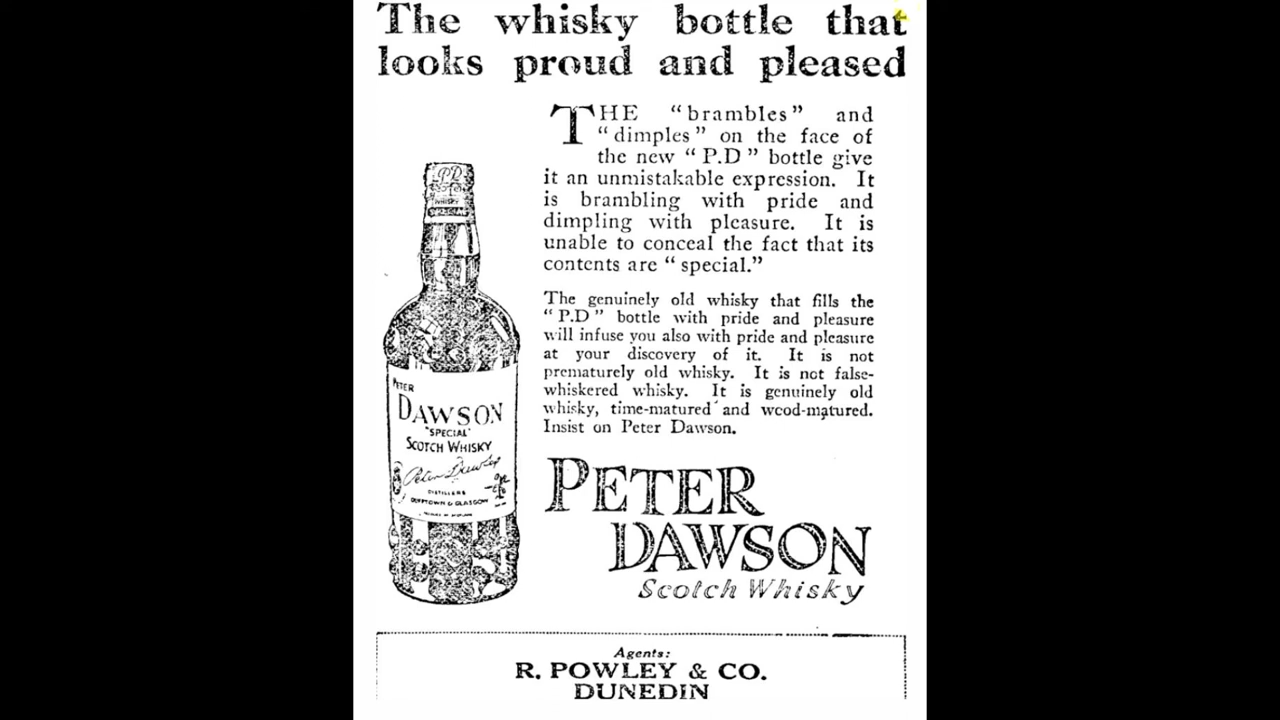 The whisky bottle that
looks proud and pleased
THE "brambles" and
"dimples" on the face of
the new "P.D" bottle give
it an unmistakable expression. It
is brambling with pride and
dimpling with pleasure. It is
unable to conceal the fact that its
contents are "special."
The genuinely old whisky that fills the
"P.D" bottle with pride and pleasure
will infuse you also with pride and pleasure
at your discovery of it. It is not
prematurely old whisky. It is not false-
whiskered whisky. It is genuinely old
whisky, time-matured and wood-matured.
Insist on Peter Dawson.
PD
WHISKY
SPECIAL
PETER
DAWSON
"SPECIAL"
SCOTCH WHISKY
Peter Dawson
DISTILLERS
DUFFTOWN & GLASGOW
PETER
DAWSON
Scotch Whisky
Agents:
R. POWLEY & CO.
DUNEDIN